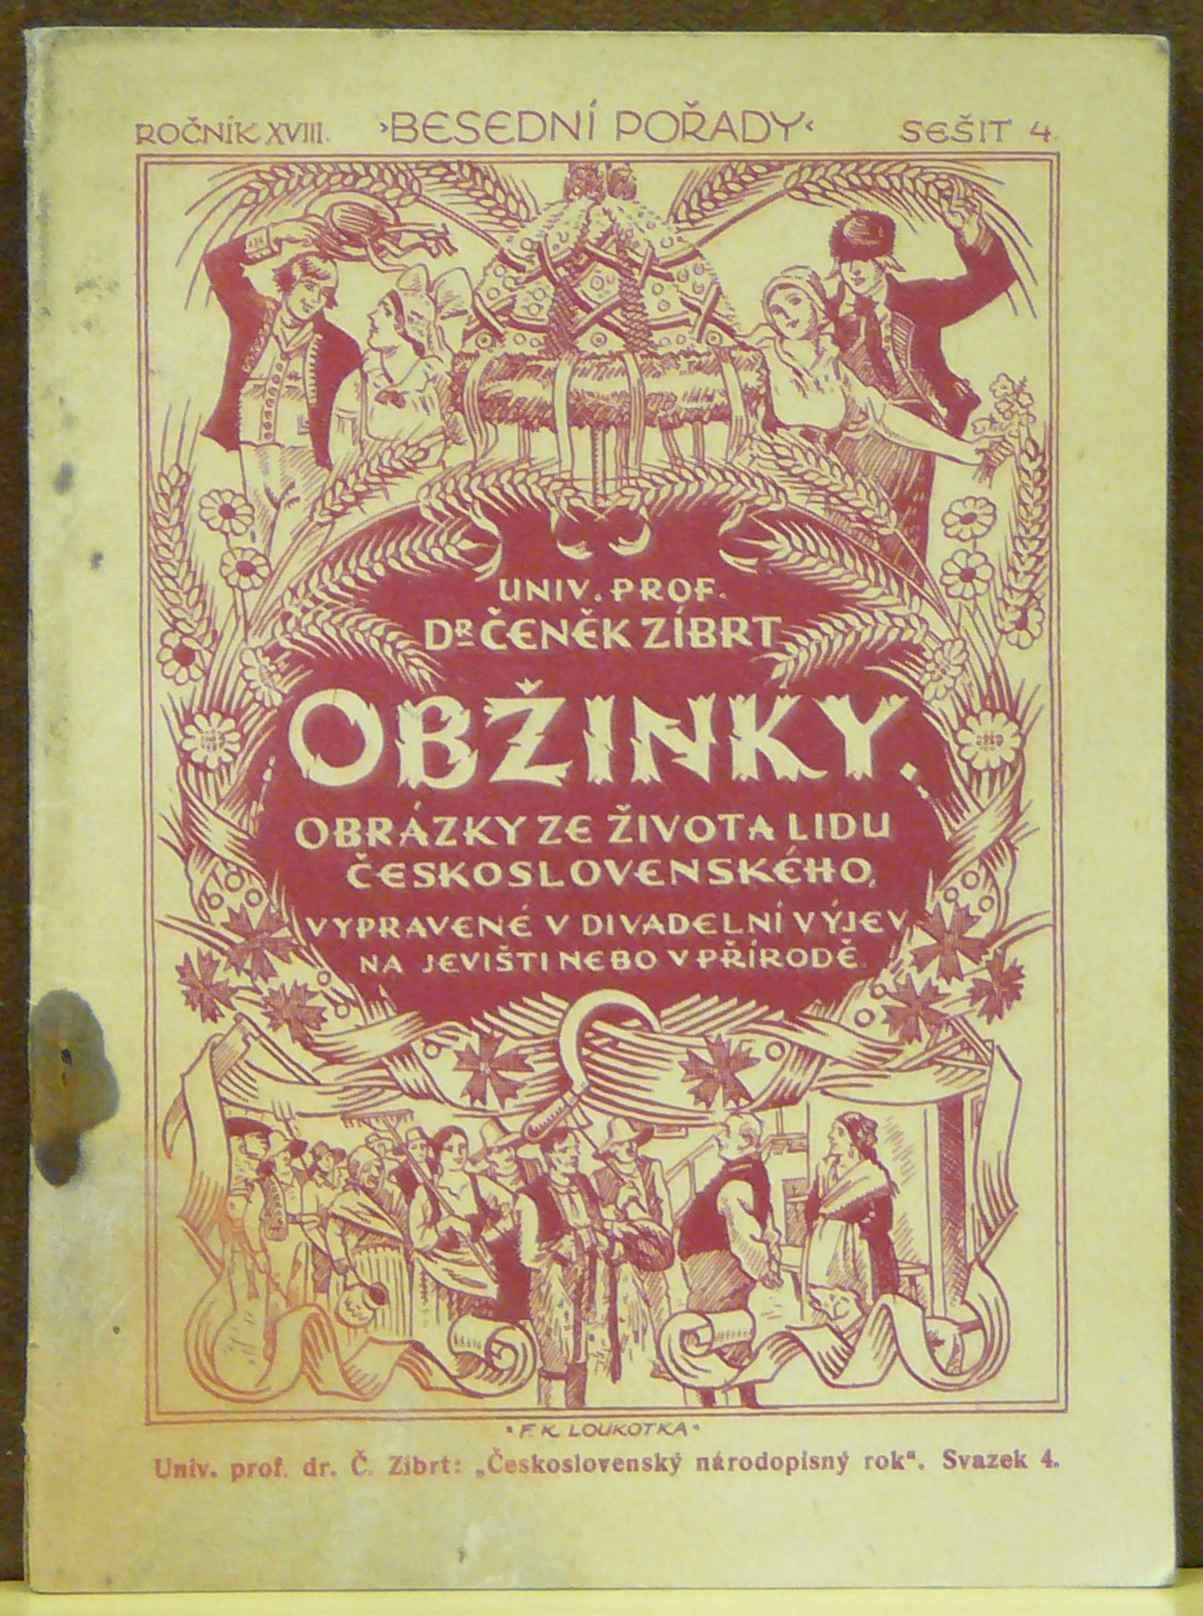 ROČNÍK XVIII.
›BESEDNÍ POŘADY‹
SEŠIT 4.
UNIV. PROF.
DR ČENĚK ZÍBRT
OBŽINKY.
OBRÁZKY ZE ŽIVOTA LIDU
ČESKOSLOVENSKÉHO,
VYPRAVENÉ V DIVADELNÍ VÝJEV
NA JEVIŠTI NEBO V PŘÍRODĚ.
• F. K. LOUKOTKA •
Univ. prof. dr. Č. Zíbrt: „Československý národopisný rok“. Svazek 4.